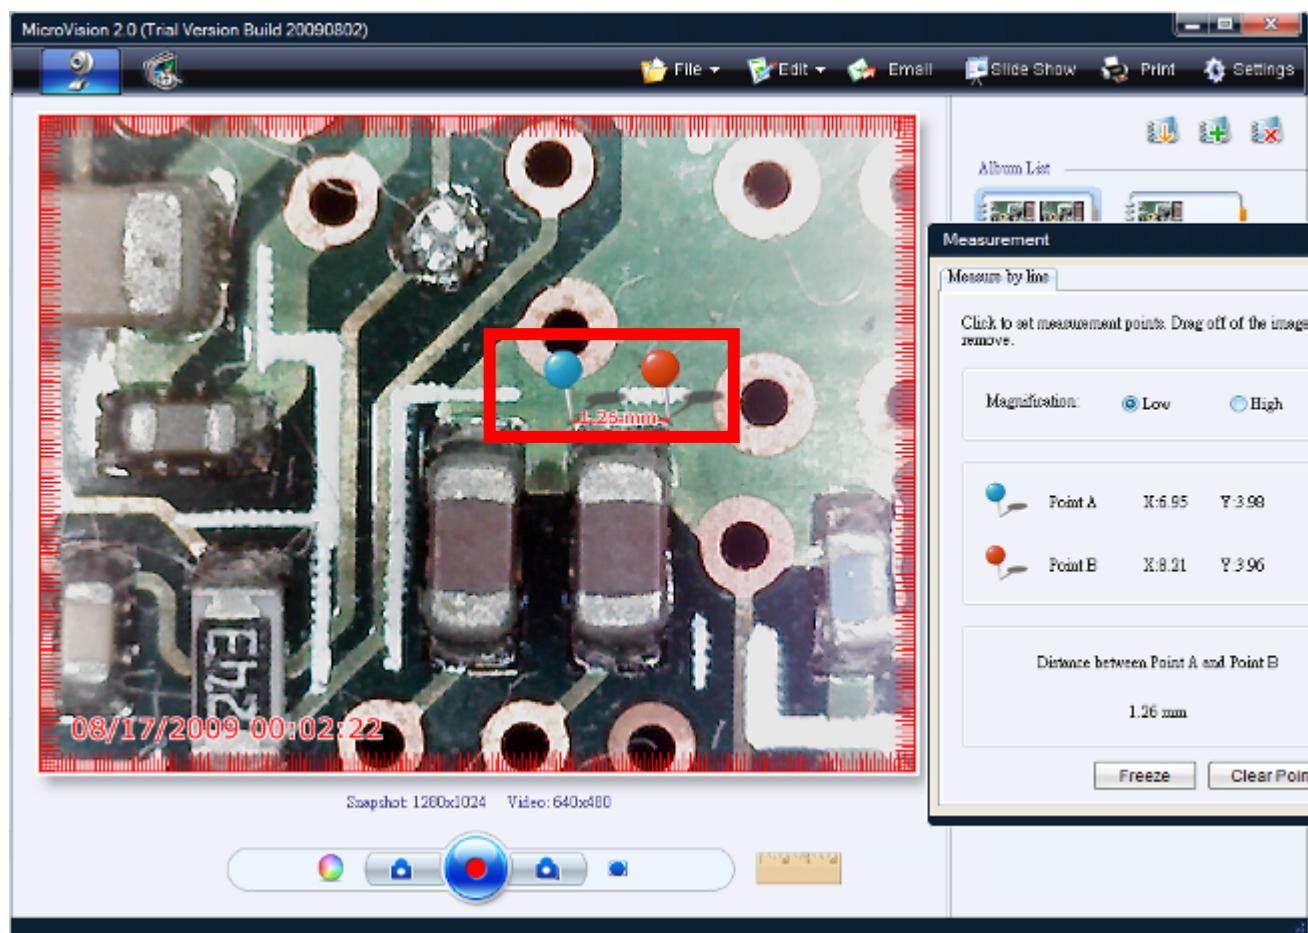 MicroVision 2.0 (Trial Version Build 20090802)
File Edit Email Slide Show Print Settings
Album List
Measurement
Measure by line
Click to set measurement points. Drag off of the image
remove.
Magnification: Low High
1.26 mm
Point A X:6.95 Y:3.98
Point B X:8.21 Y:3.96
Eh2
Distance between Point A and Point B
1.26 mm
08/17/2009 00:02:22
Freeze Clear Poin
Snapshot: 1280x1024 Video: 640x480